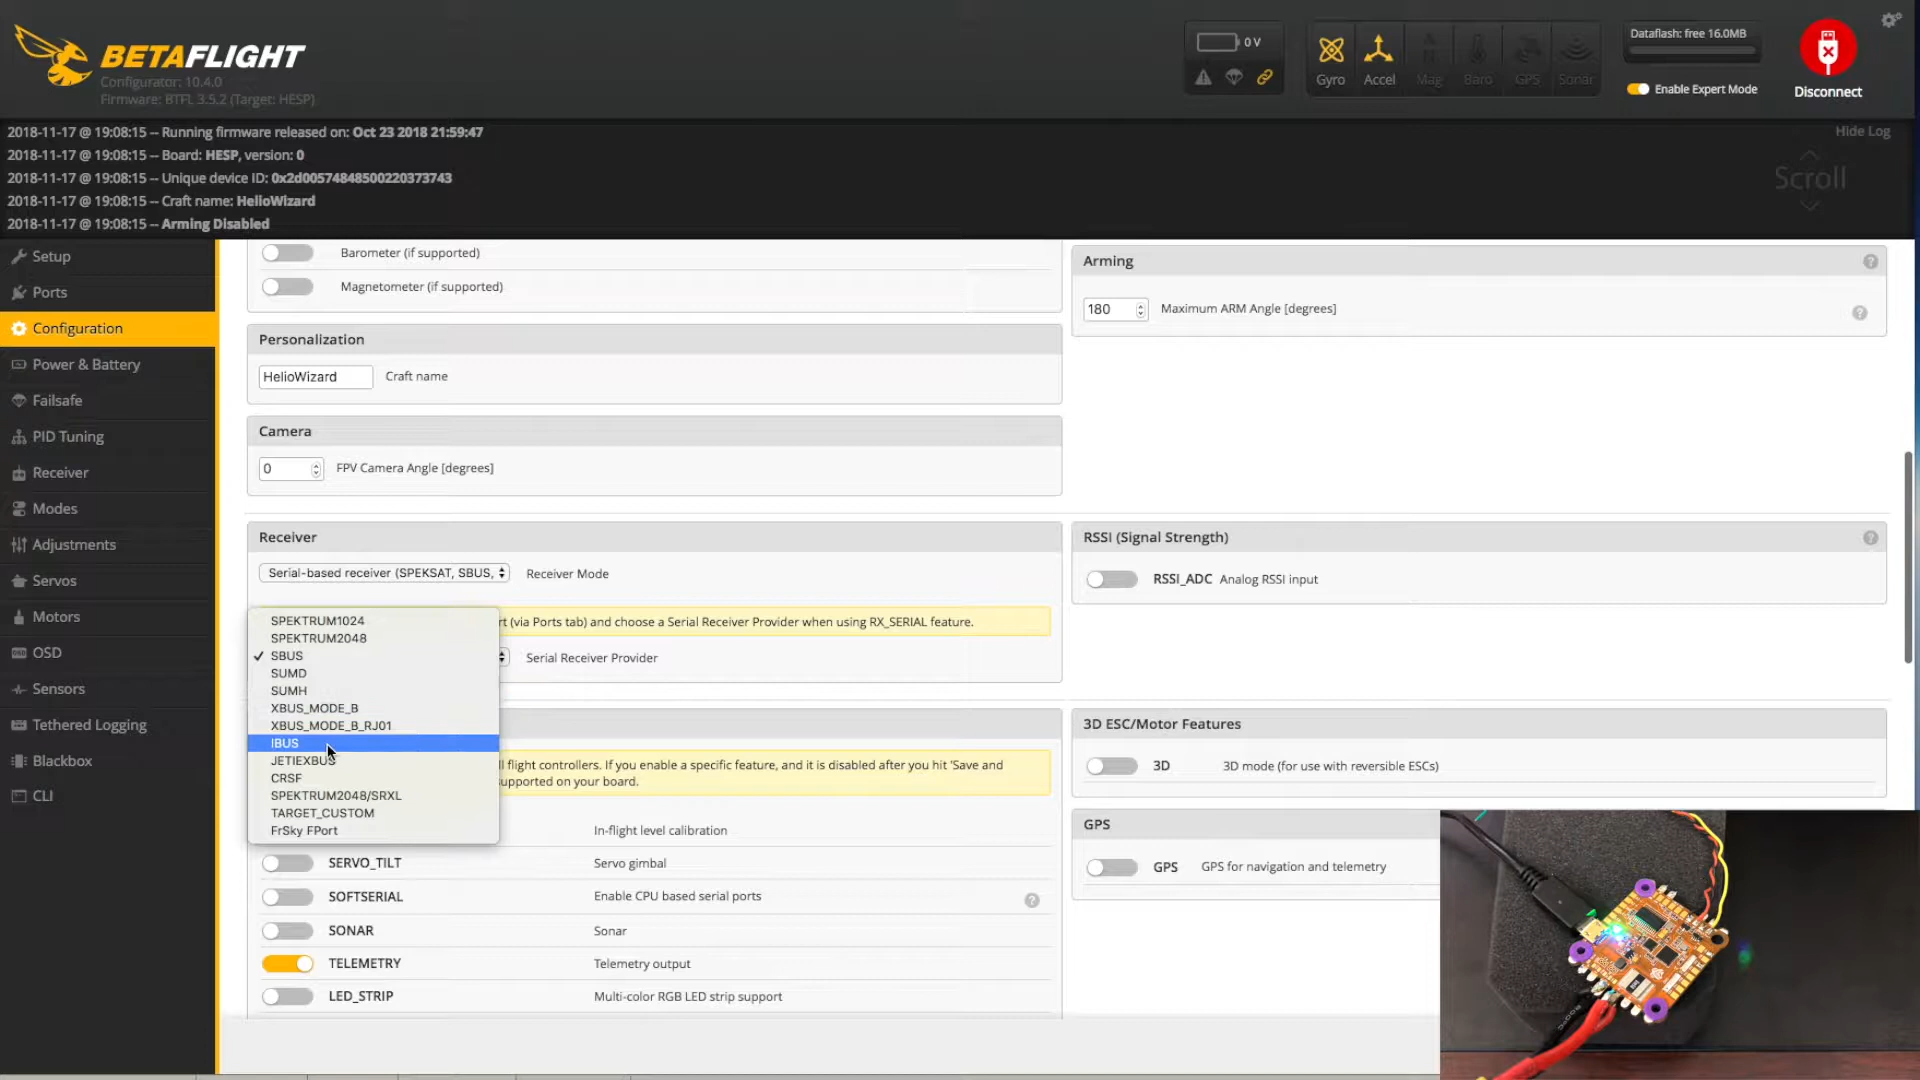 BETAFLIGHT
Configurator: 10.4.0
Firmware: BTFL 3.5.2 (Target: HESP)
0 V
Gyro
Accel
Mag
Baro
GPS
Sonar
Dataflash: free 16.0MB
Enable Expert Mode
Disconnect
2018-11-17 @ 19:08:15 -- Running firmware released on: Oct 23 2018 21:59:47
2018-11-17 @ 19:08:15 -- Board: HESP, version: 0
2018-11-17 @ 19:08:15 -- Unique device ID: 0x2d00574848500220373743
2018-11-17 @ 19:08:15 -- Craft name: HelioWizard
2018-11-17 @ 19:08:15 -- Arming Disabled
Hide Log
Scroll
Setup
Ports
Configuration
Power & Battery
Failsafe
PID Tuning
Receiver
Modes
Adjustments
Servos
Motors
OSD
Sensors
Tethered Logging
Blackbox
CLI
Barometer (if supported)
Magnetometer (if supported)
Personalization
HelioWizard Craft name
Camera
0 FPV Camera Angle [degrees]
Arming
180 Maximum ARM Angle [degrees]
Receiver
Serial-based receiver (SPEKSAT, SBUS, Receiver Mode
rt (via Ports tab) and choose a Serial Receiver Provider when using RX_SERIAL feature.
Serial Receiver Provider
SPEKTRUM1024
SPEKTRUM2048
✓ SBUS
SUMD
SUMH
XBUS_MODE_B
XBUS_MODE_B_RJ01
IBUS
JETIEXBUS
CRSF
SPEKTRUM2048/SRXL
TARGET_CUSTOM
FrSky FPort
RSSI (Signal Strength)
RSSI_ADC Analog RSSI input
l flight controllers. If you enable a specific feature, and it is disabled after you hit 'Save and
upported on your board.
In-flight level calibration
SERVO_TILT Servo gimbal
SOFTSERIAL Enable CPU based serial ports
SONAR Sonar
TELEMETRY Telemetry output
LED_STRIP Multi-color RGB LED strip support
3D ESC/Motor Features
3D 3D mode (for use with reversible ESCs)
GPS
GPS GPS for navigation and telemetry